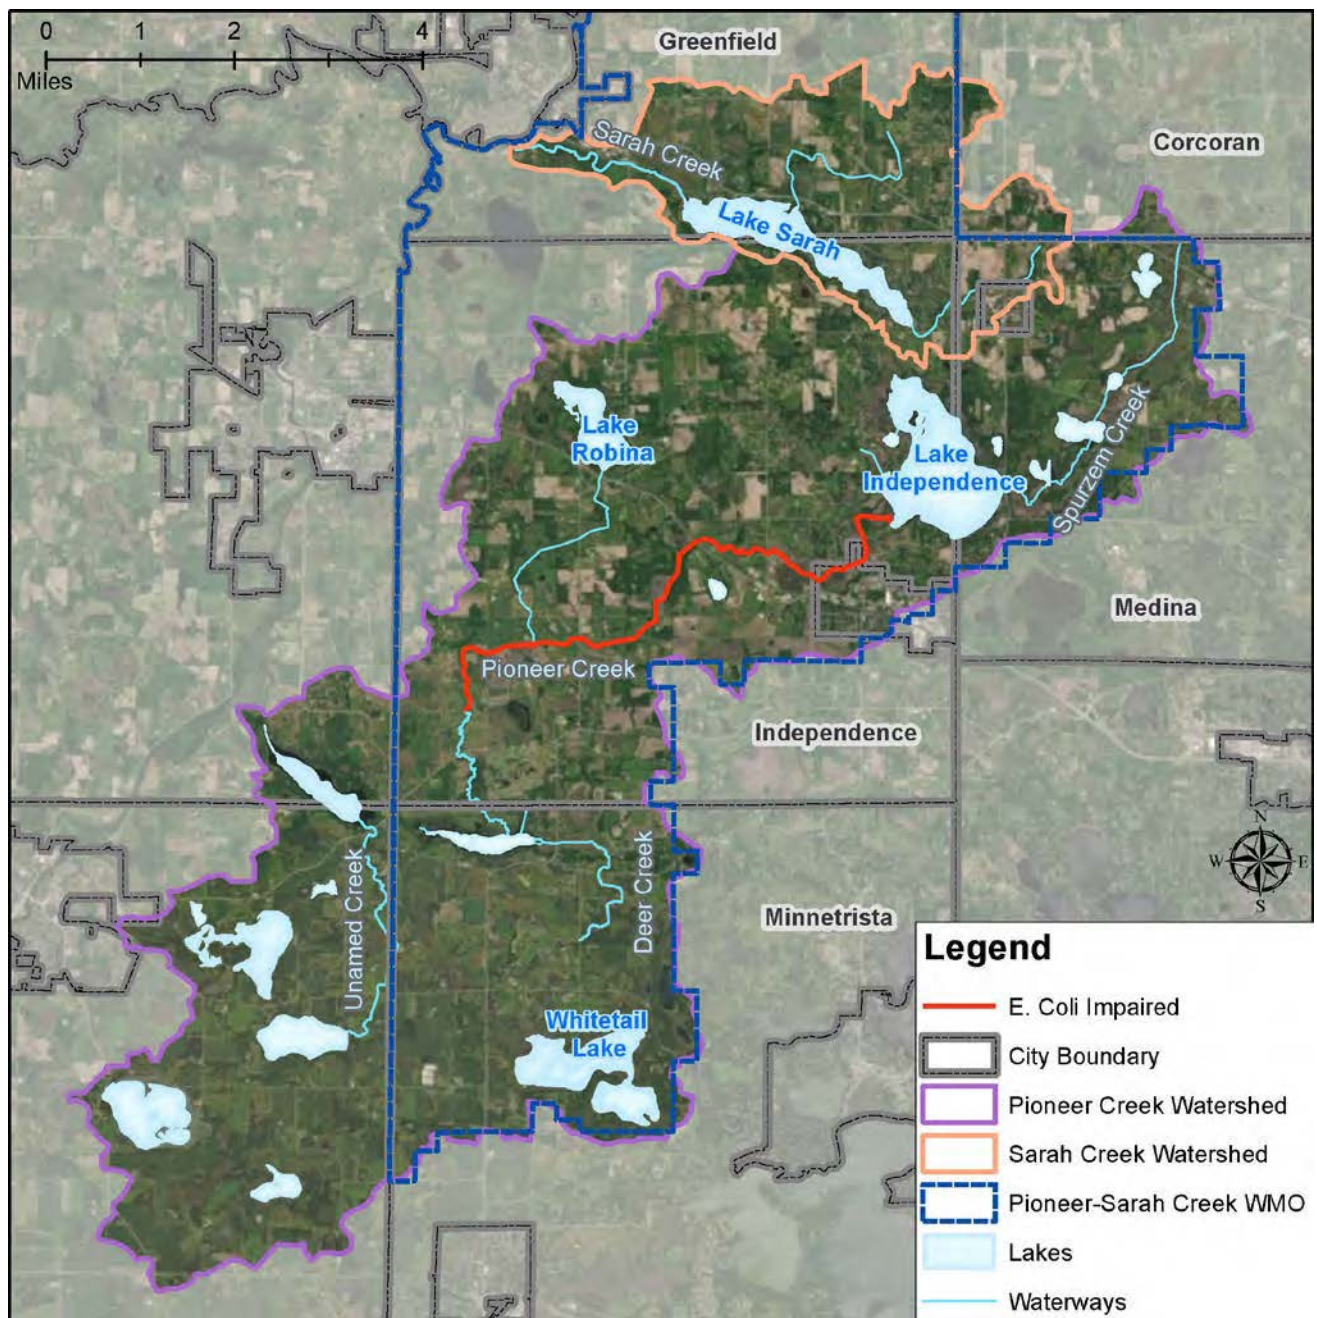 0 2 4
Miles
Greenfield
Corcoran
Sarah Creek
Lake Sarah
Lake
Robina
Lake
Independence
Spurzem Creek
Medina
Pioneer Creek
Independence
Unamed Creek
Deer Creek
Minnetrista
Whitetail
Lake
N
W E
S
Legend
E. Coli Impaired
City Boundary
Pioneer Creek Watershed
Sarah Creek Watershed
Pioneer-Sarah Creek WMO
Lakes
Waterways